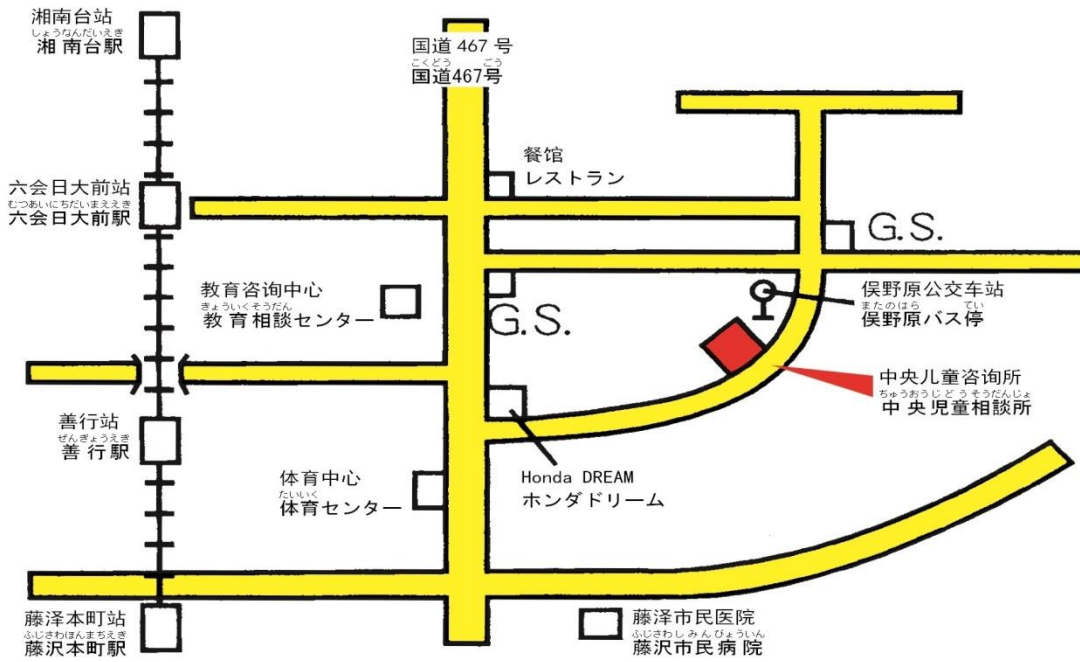 湘南台站
しょうなんだいえき
湘南台駅
国道 467 号
こくどう ごう
国道467号
餐馆
レストラン
六会日大前站
むつあいにちだいまええき
六会日大前駅
G.S.
教育咨询中心
きょういくそうだん
教育相談センター
G.S.
俣野原公交车站
またのはら てい
俣野原バス停
中央儿童咨询所
ちゅうおうじどうそうだんじょ
中央児童相談所
善行站
ぜんぎょうえき
善行駅
体育中心
たいいく
体育センター
Honda DREAM
ホンダドリーム
藤泽本町站
ふじさわほんまちえき
藤沢本町駅
藤泽市民医院
ふじさわしみんびょういん
藤沢市民病院